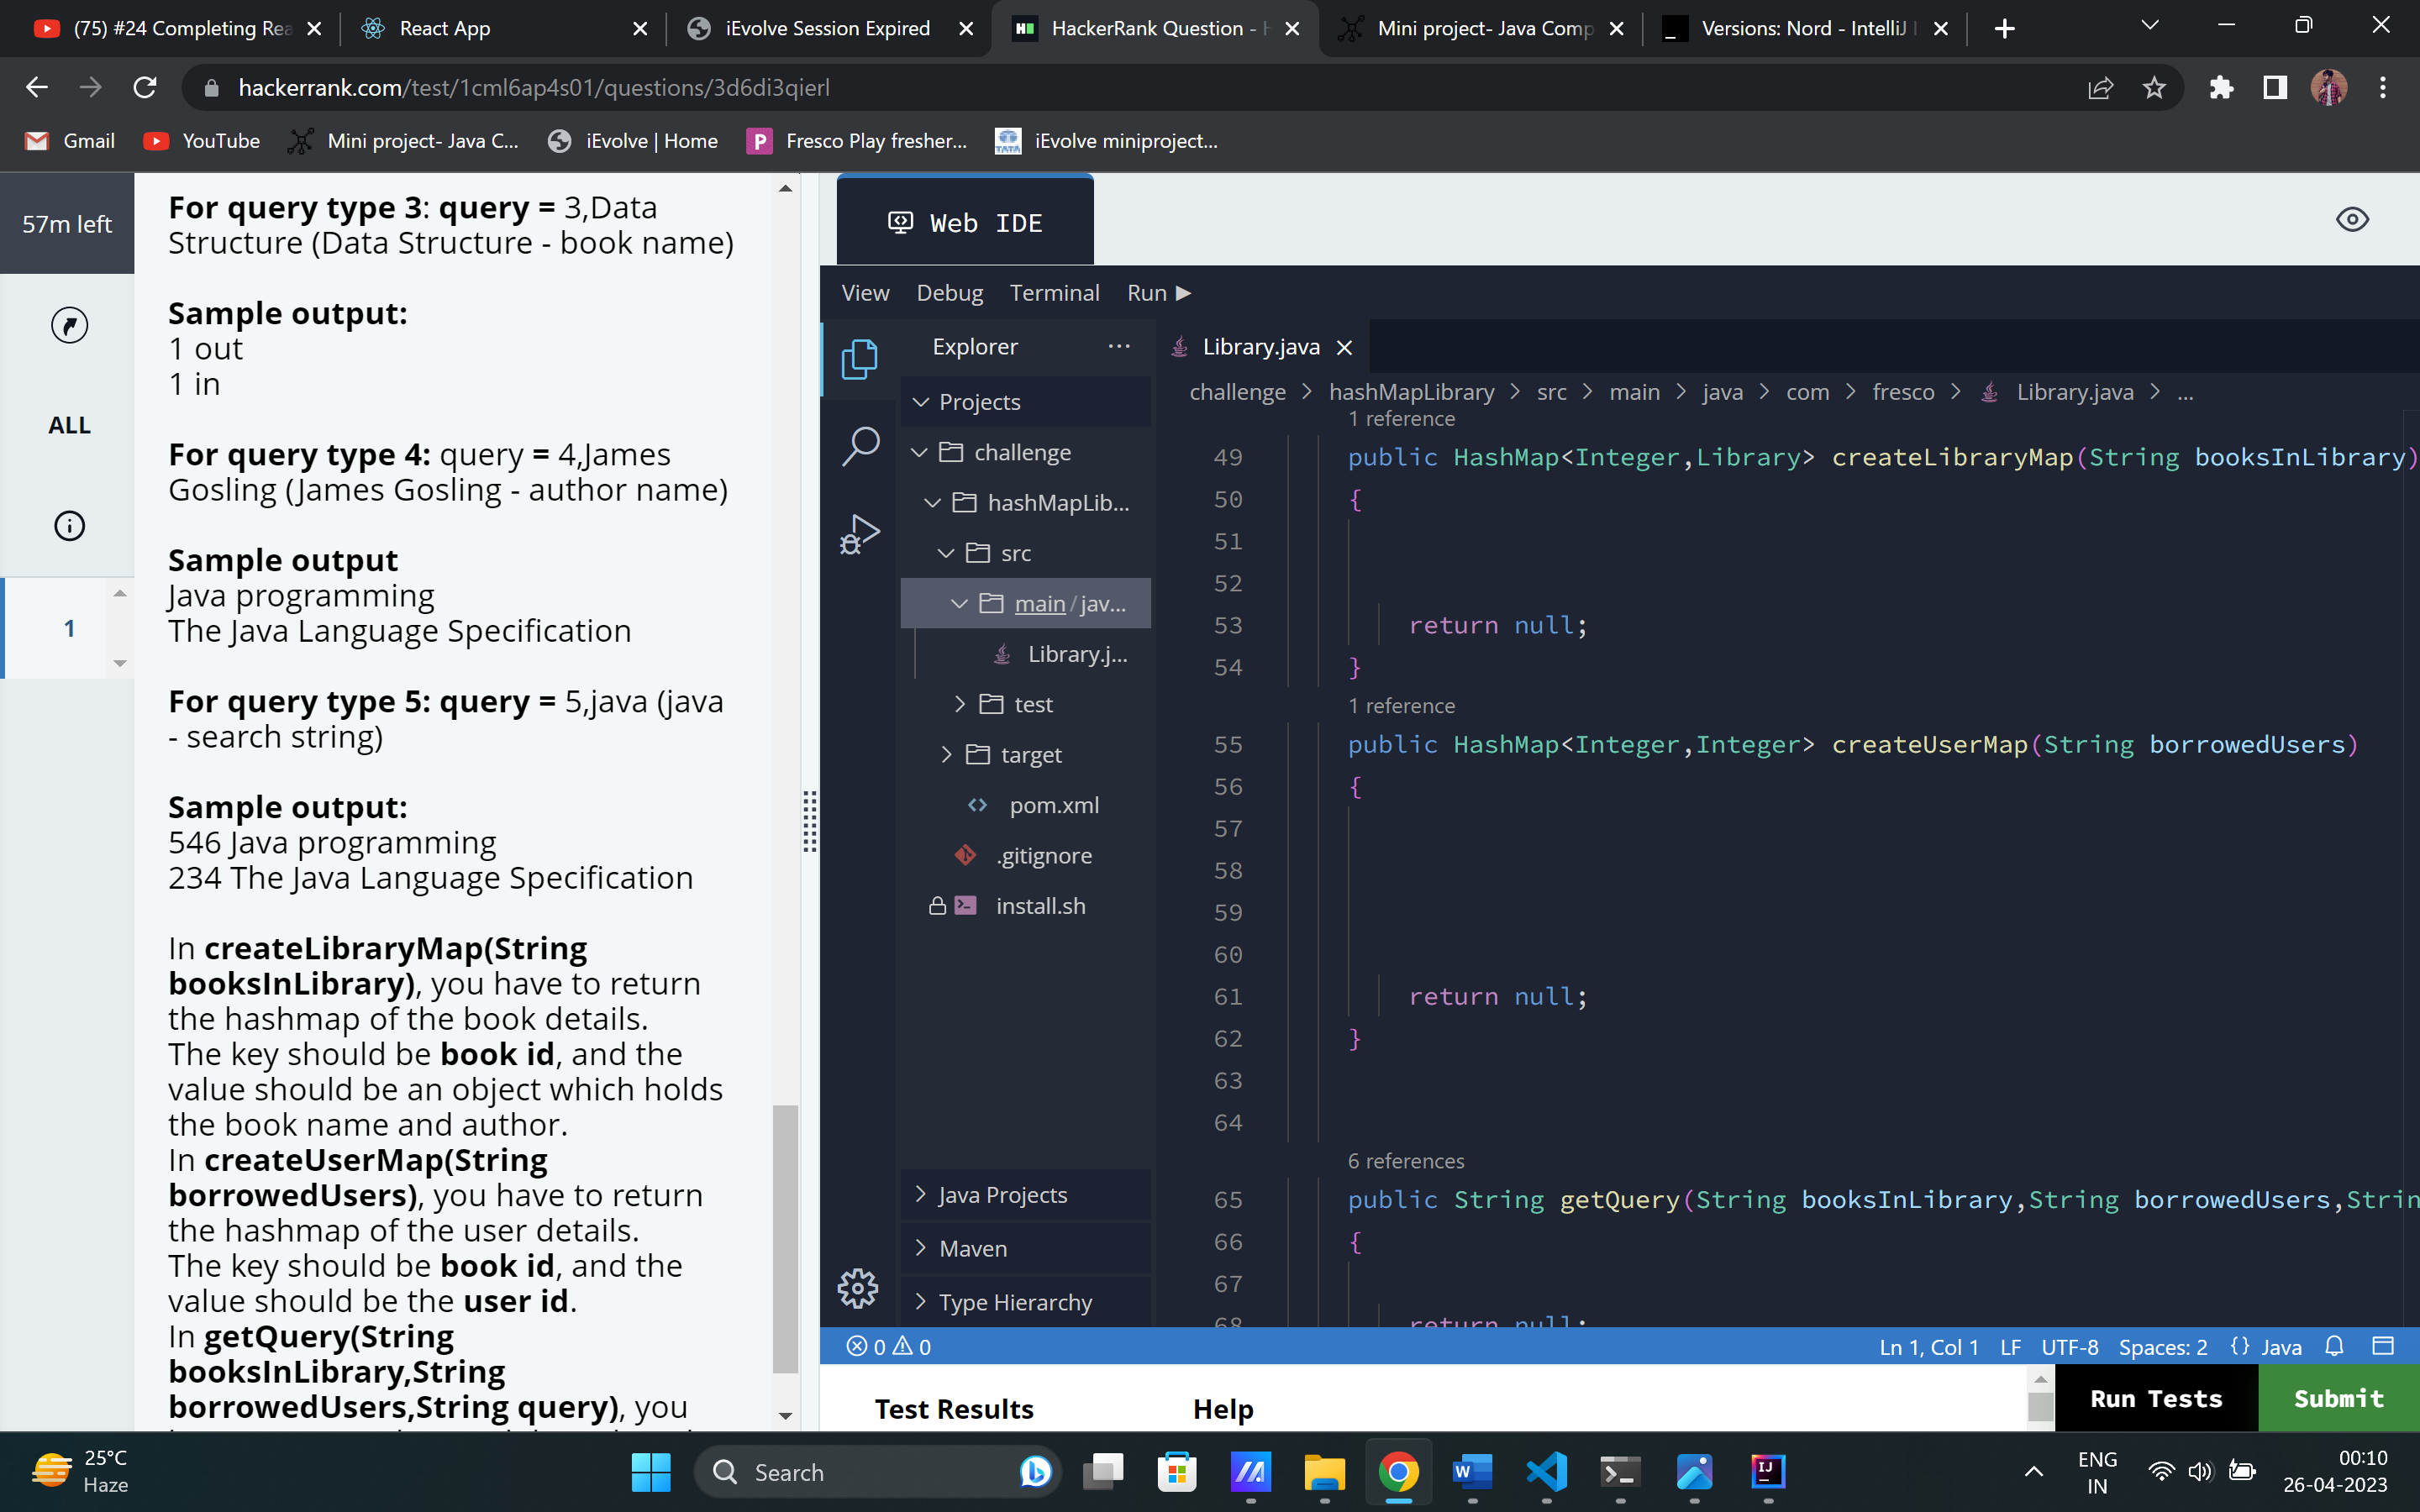 (75) #24 Completing Rea
React App
iEvolve Session Expired
HackerRank Question - H
Mini project- Java Comp
Versions: Nord - IntelliJ I
hackerrank.com/test/1cml6ap4s01/questions/3d6di3qierl
Gmail
YouTube
Mini project- Java C...
iEvolve | Home
Fresco Play fresher...
iEvolve miniproject...
57m left
ALL
1
For query type 3: query = 3,Data
Structure (Data Structure - book name)
Sample output:
1 out
1 in
For query type 4: query = 4,James
Gosling (James Gosling - author name)
Sample output
Java programming
The Java Language Specification
For query type 5: query = 5,java (java
- search string)
Sample output:
546 Java programming
234 The Java Language Specification
In createLibraryMap(String
booksInLibrary), you have to return
the hashmap of the book details.
The key should be book id, and the
value should be an object which holds
the book name and author.
In createUserMap(String
borrowedUsers), you have to return
the hashmap of the user details.
The key should be book id, and the
value should be the user id.
In getQuery(String
booksInLibrary,String
borrowedUsers,String query), you
Web IDE
View Debug Terminal Run
Explorer
Projects
challenge
hashMapLib...
src
main/jav...
Library.j...
test
target
pom.xml
.gitignore
install.sh
Java Projects
Maven
Type Hierarchy
Library.java
challenge > hashMapLibrary > src > main > java > com > fresco > Library.java > ...
1 reference
49 public HashMap<Integer,Library> createLibraryMap(String booksInLibrary)
50 {
51
52
53 return null;
54 }
1 reference
55 public HashMap<Integer,Integer> createUserMap(String borrowedUsers)
56 {
57
58
59
60
61 return null;
62 }
63
64
6 references
65 public String getQuery(String booksInLibrary,String borrowedUsers,Strin
66 {
67
68 return null;
0 0
Ln 1, Col 1 LF UTF-8 Spaces: 2 {} Java
Test Results
Help
Run Tests
Submit
25°C
Haze
Search
ENG
IN
00:10
26-04-2023